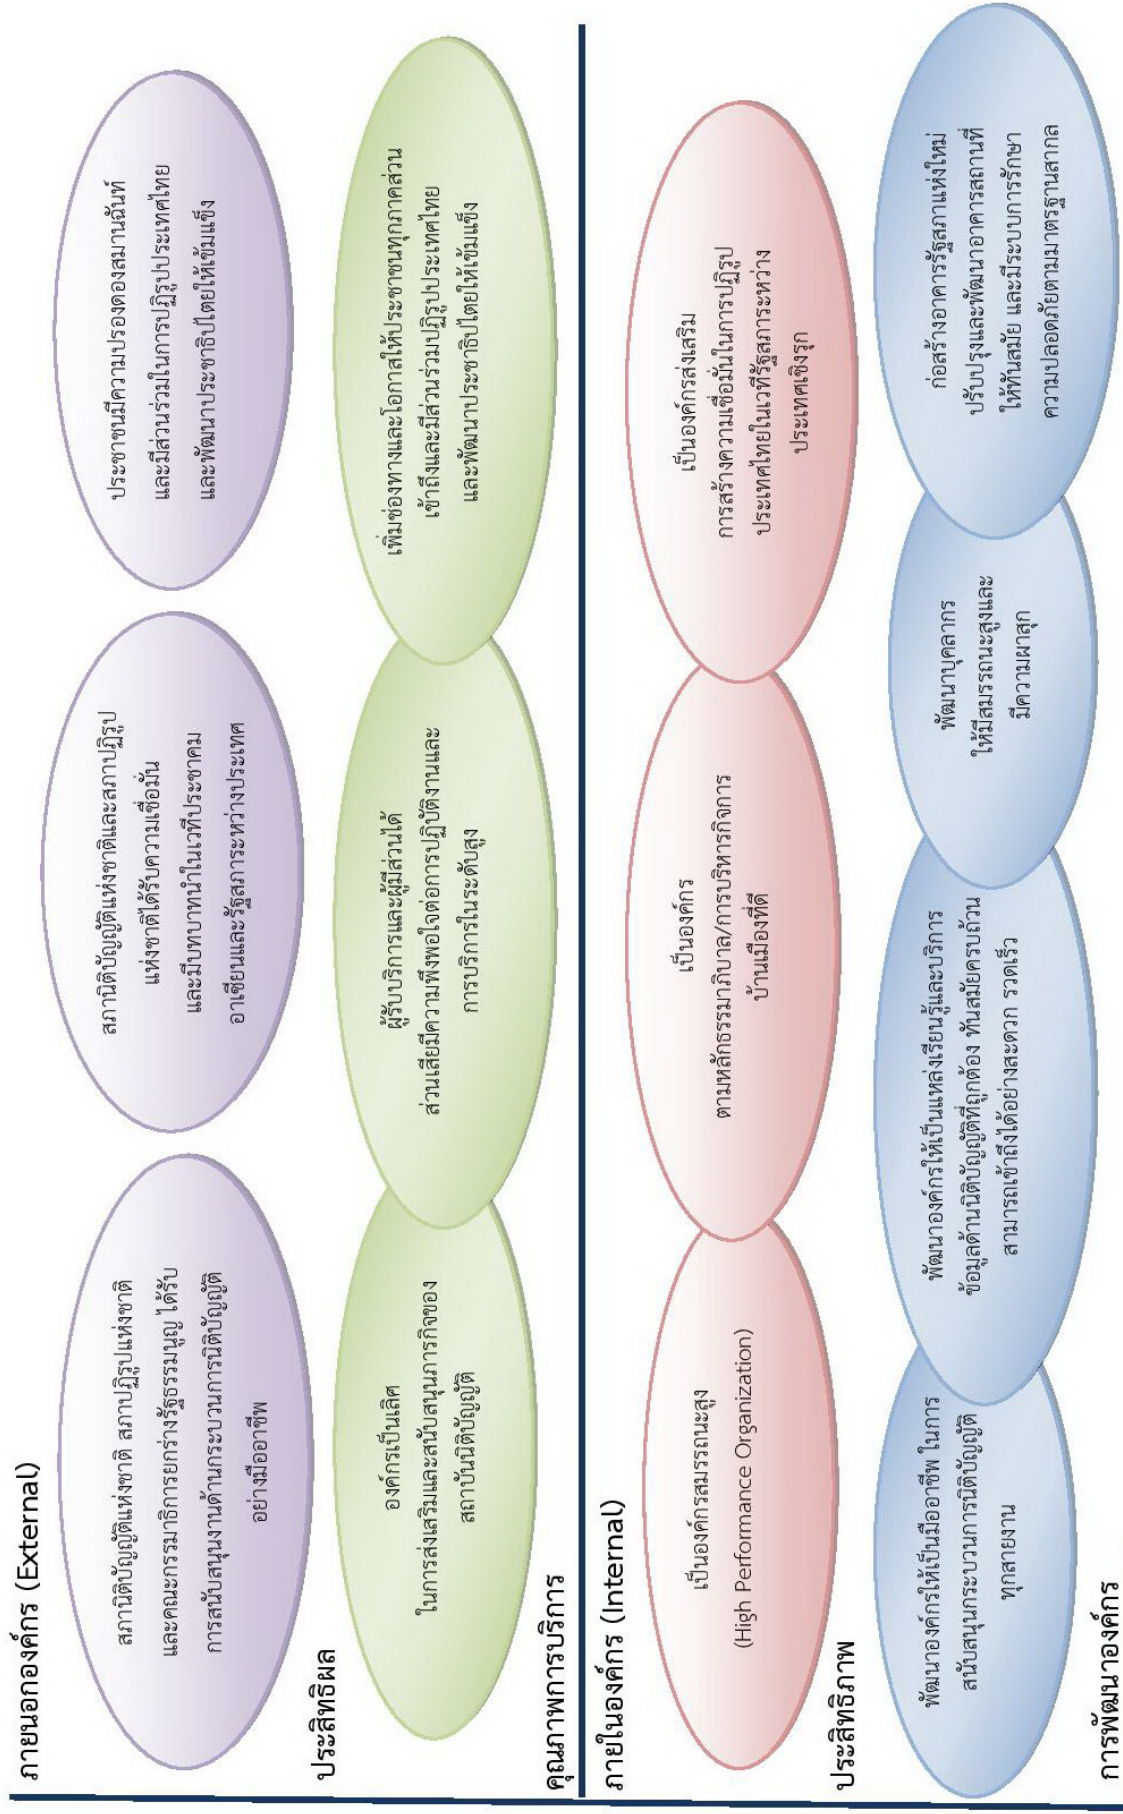 ภายนอกองค์กร (External)
สภานิติบัญญัติแห่งชาติ สภาปฏิรูปแห่งชาติ
และคณะกรรมาธิการยกร่างรัฐธรรมนูญ ได้รับ
การสนับสนุนงานด้านกระบวนการนิติบัญญัติ
อย่างมืออาชีพ
สภานิติบัญญัติแห่งชาติและสภาปฏิรูป
แห่งชาติได้รับความเชื่อมั่น
และมีบทบาทนำในเวทีประชาคม
อาเซียนและรัฐสภาระหว่างประเทศ
ประชาชนมีความปรองดองสมานฉันท์
และมีส่วนร่วมในการปฏิรูปประเทศไทย
และพัฒนาประชาธิปไตยให้เข้มแข็ง
ประสิทธิผล
องค์กรเป็นเลิศ
ในการส่งเสริมและสนับสนุนภารกิจของ
สถาบันนิติบัญญัติ
ผู้รับบริการและผู้มีส่วนได้
ส่วนเสียมีความพึงพอใจต่อการปฏิบัติงานและ
การบริการในระดับสูง
เพิ่มช่องทางและโอกาสให้ประชาชนทุกภาคส่วน
เข้าถึงและมีส่วนร่วมปฏิรูปประเทศไทย
และพัฒนาประชาธิปไตยให้เข้มแข็ง
คุณภาพการบริการ
ภายในองค์กร (Internal)
เป็นองค์กรสมรรถนะสูง
(High Performance Organization)
เป็นองค์กร
ตามหลักธรรมาภิบาล/การบริหารกิจการ
บ้านเมืองที่ดี
เป็นองค์กรส่งเสริม
การสร้างความเชื่อมั่นในการปฏิรูป
ประเทศไทยในเวทีรัฐสภาระหว่าง
ประเทศเชิงรุก
ประสิทธิภาพ
พัฒนาองค์กรให้เป็นมืออาชีพ ในการ
สนับสนุนกระบวนการนิติบัญญัติ
ทุกสายงาน
พัฒนาองค์กรให้เป็นแหล่งเรียนรู้และบริการ
ข้อมูลด้านนิติบัญญัติที่ถูกต้อง ทันสมัยครบถ้วน
สามารถเข้าถึงได้อย่างสะดวก รวดเร็ว
พัฒนาบุคลากร
ให้มีสมรรถนะสูงและ
มีความผาสุก
ก่อสร้างอาคารรัฐสภาแห่งใหม่
ปรับปรุงและพัฒนาอาคารสถานที่
ให้ทันสมัย และมีระบบการรักษา
ความปลอดภัยตามมาตรฐานสากล
การพัฒนาองค์กร